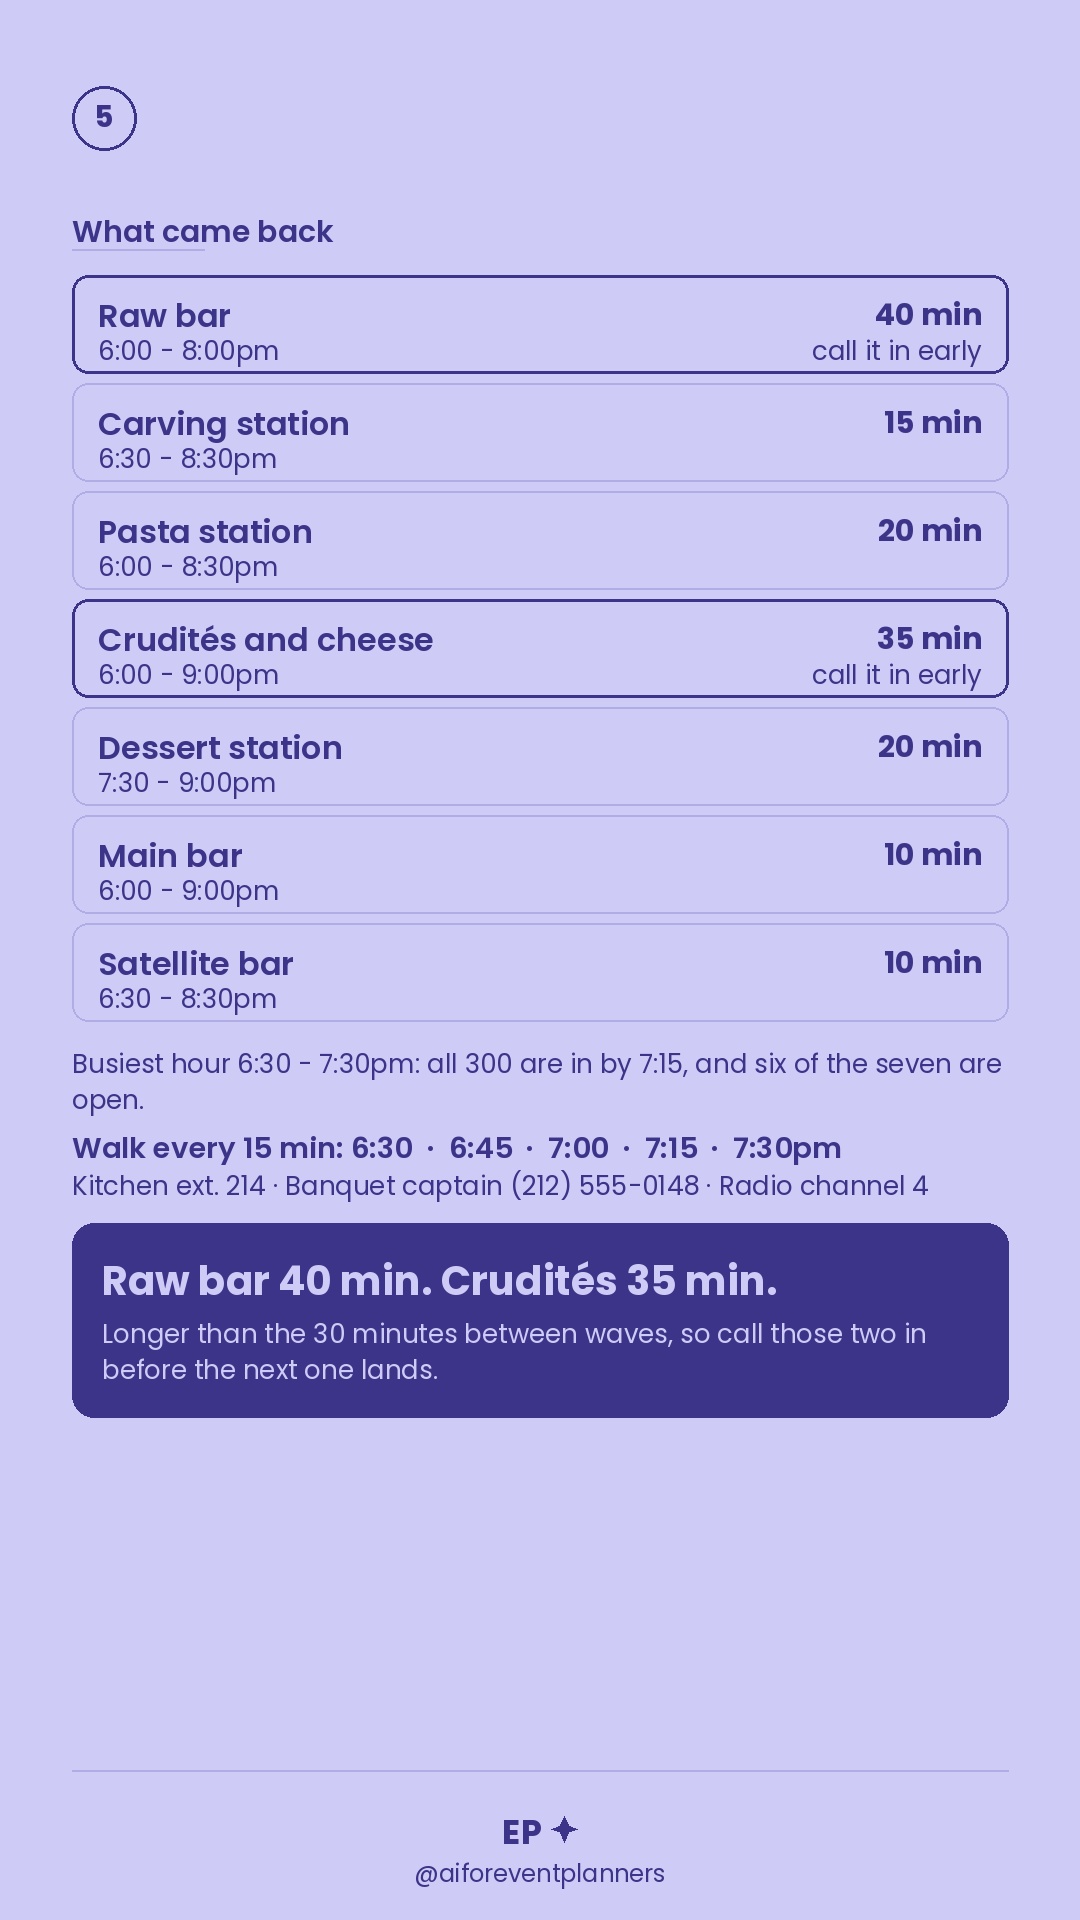 5
What came back
Raw bar
40 min
6:00 - 8:00pm
call it in early
Carving station
15 min
6:30 - 8:30pm
Pasta station
20 min
6:00 - 8:30pm
Crudités and cheese
35 min
6:00 - 9:00pm
call it in early
Dessert station
20 min
7:30 - 9:00pm
Main bar
10 min
6:00 - 9:00pm
Satellite bar
10 min
6:30 - 8:30pm
Busiest hour 6:30 - 7:30pm: all 300 are in by 7:15, and six of the seven are
open.
Walk every 15 min: 6:30 · 6:45 · 7:00 · 7:15 · 7:30pm
Kitchen ext. 214 · Banquet captain (212) 555-0148 · Radio channel 4
Raw bar 40 min. Crudités 35 min.
Longer than the 30 minutes between waves, so call those two in
before the next one lands.
EP
@aiforeventplanners